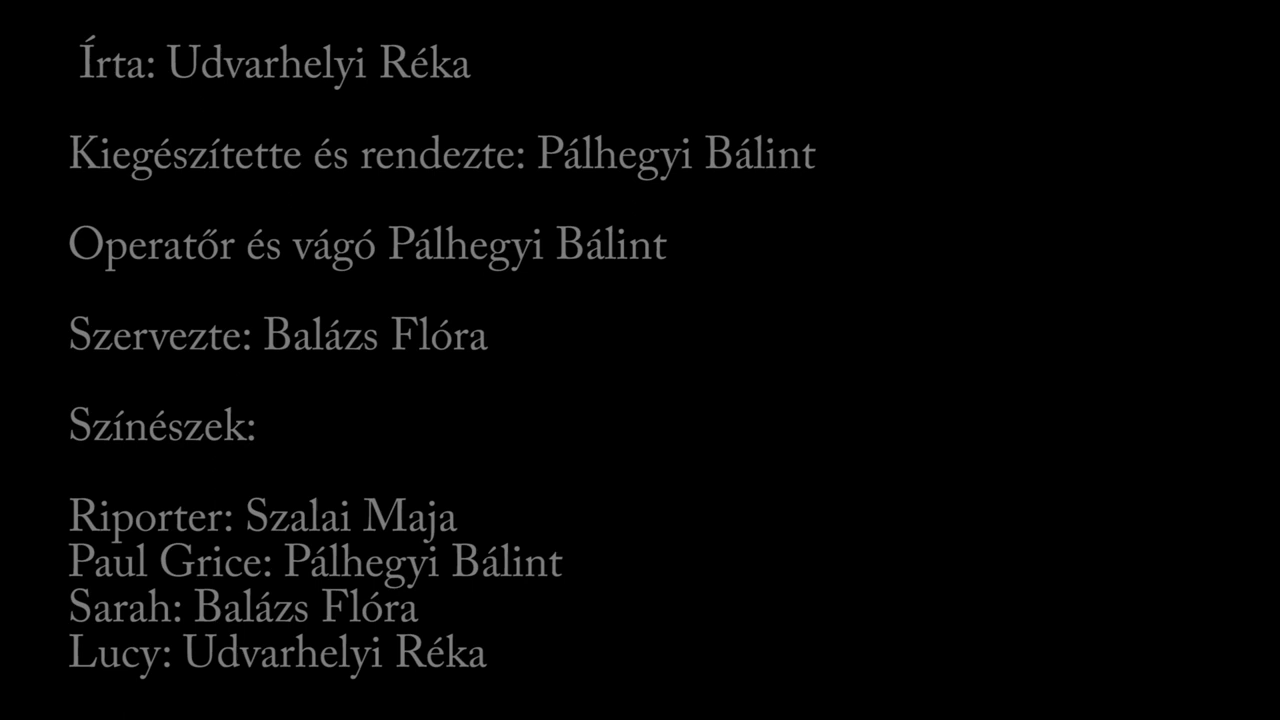 Írta: Udvarhelyi Réka
Kiegészítette és rendezte: Pálhegyi Bálint
Operatőr és vágó Pálhegyi Bálint
Szervezte: Balázs Flóra
Színészek:
Riporter: Szalai Maja
Paul Grice: Pálhegyi Bálint
Sarah: Balázs Flóra
Lucy: Udvarhelyi Réka